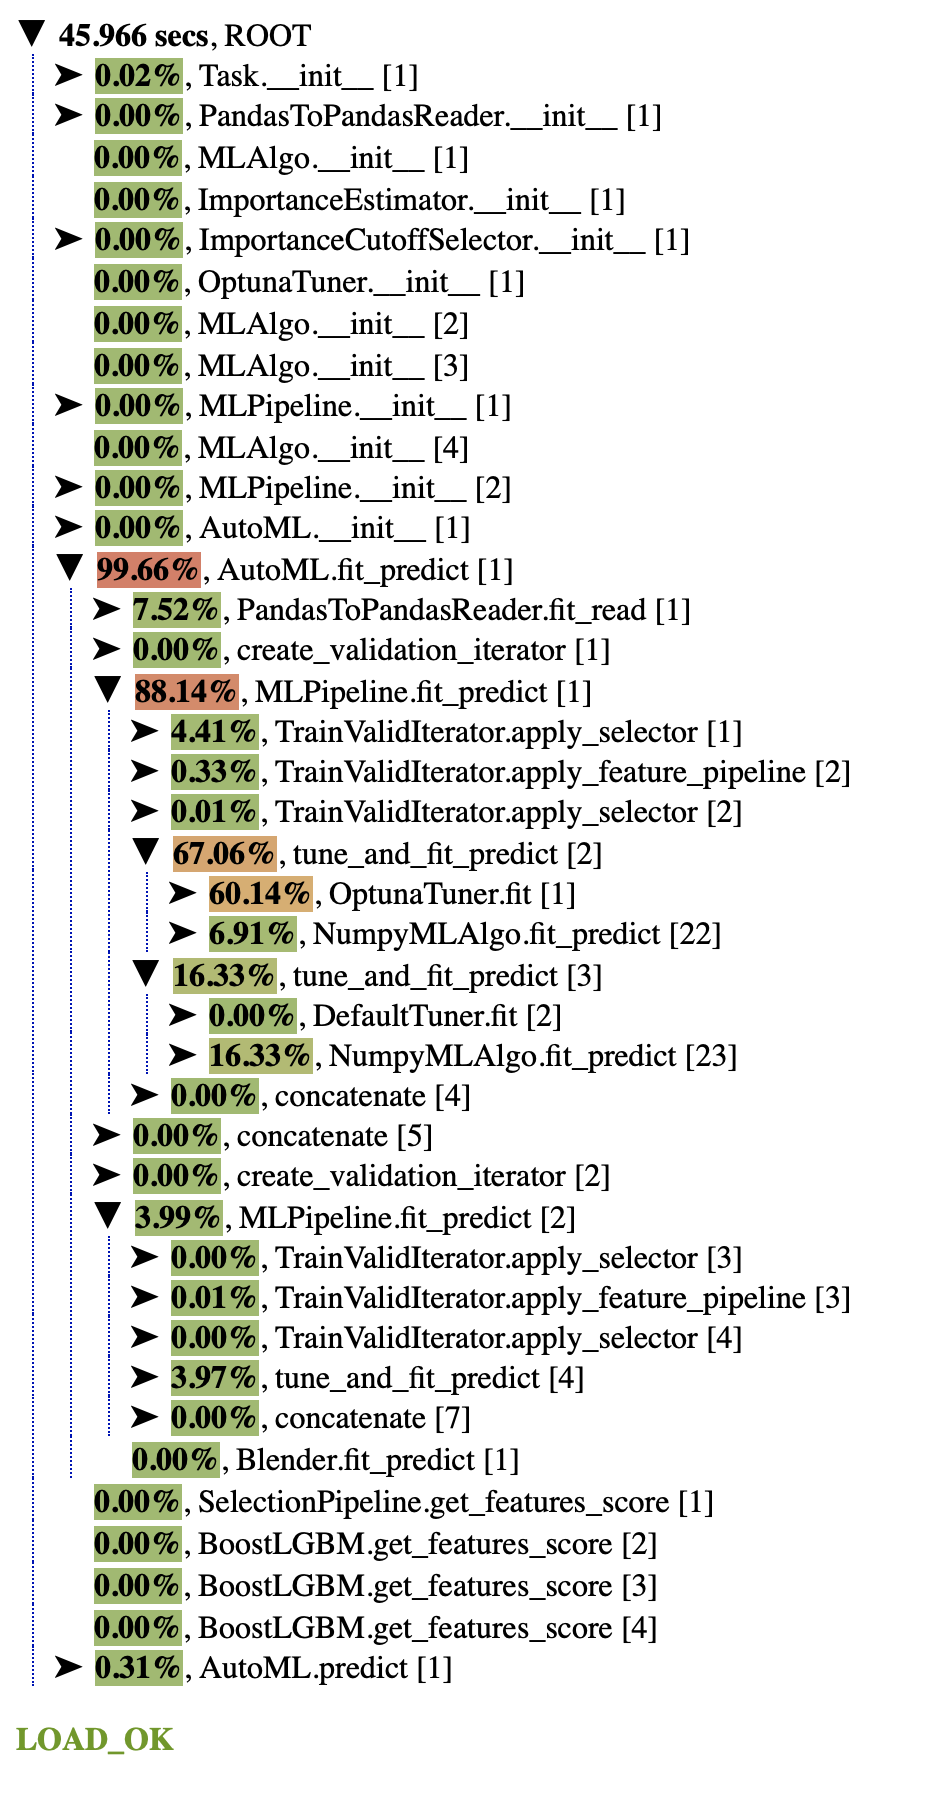 45.966 secs, ROOT
0.02%, Task.__init__ [1]
0.00%, PandasToPandasReader.__init__ [1]
0.00%, MLAlgo.__init__ [1]
0.00%, ImportanceEstimator.__init__ [1]
0.00%, ImportanceCutoffSelector.__init__ [1]
0.00%, OptunaTuner.__init__ [1]
0.00%, MLAlgo.__init__ [2]
0.00%, MLAlgo.__init__ [3]
0.00%, MLPipeline.__init__ [1]
0.00%, MLAlgo.__init__ [4]
0.00%, MLPipeline.__init__ [2]
0.00%, AutoML.__init__ [1]
99.66%, AutoML.fit_predict [1]
7.52%, PandasToPandasReader.fit_read [1]
0.00%, create_validation_iterator [1]
88.14%, MLPipeline.fit_predict [1]
4.41%, TrainValidIterator.apply_selector [1]
0.33%, TrainValidIterator.apply_feature_pipeline [2]
0.01%, TrainValidIterator.apply_selector [2]
67.06%, tune_and_fit_predict [2]
60.14%, OptunaTuner.fit [1]
6.91%, NumpyMLAlgo.fit_predict [22]
16.33%, tune_and_fit_predict [3]
0.00%, DefaultTuner.fit [2]
16.33%, NumpyMLAlgo.fit_predict [23]
0.00%, concatenate [4]
0.00%, concatenate [5]
0.00%, create_validation_iterator [2]
3.99%, MLPipeline.fit_predict [2]
0.00%, TrainValidIterator.apply_selector [3]
0.01%, TrainValidIterator.apply_feature_pipeline [3]
0.00%, TrainValidIterator.apply_selector [4]
3.97%, tune_and_fit_predict [4]
0.00%, concatenate [7]
0.00%, Blender.fit_predict [1]
0.00%, SelectionPipeline.get_features_score [1]
0.00%, BoostLGBM.get_features_score [2]
0.00%, BoostLGBM.get_features_score [3]
0.00%, BoostLGBM.get_features_score [4]
0.31%, AutoML.predict [1]
LOAD_OK